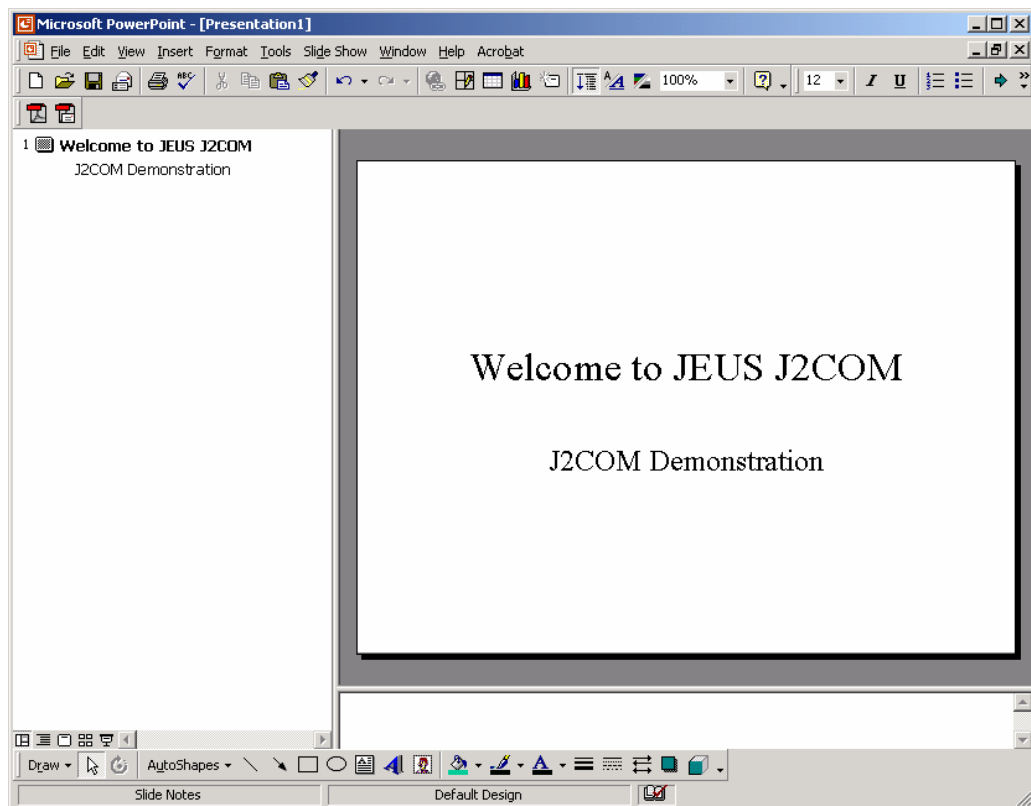 Microsoft PowerPoint - [Presentation1]
File Edit View Insert Format Tools Slide Show Window Help Acrobat
ABC 100% 12 I U
1 Welcome to JEUS J2COM
J2COM Demonstration
Welcome to JEUS J2COM
J2COM Demonstration
Draw AutoShapes
Slide Notes Default Design